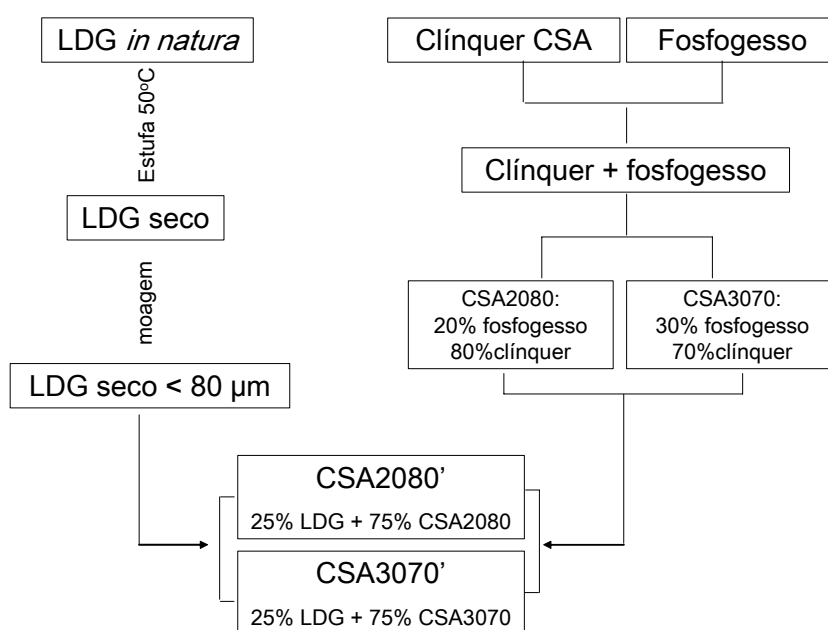 LDG in natura
Estufa 50ºC
LDG seco
moagem
LDG seco < 80 µm
Clínquer CSA
Fosfogesso
Clínquer + fosfogesso
CSA2080:
20% fosfogesso
80%clínquer
CSA3070:
30% fosfogesso
70%clínquer
CSA2080’
25% LDG + 75% CSA2080
CSA3070’
25% LDG + 75% CSA3070